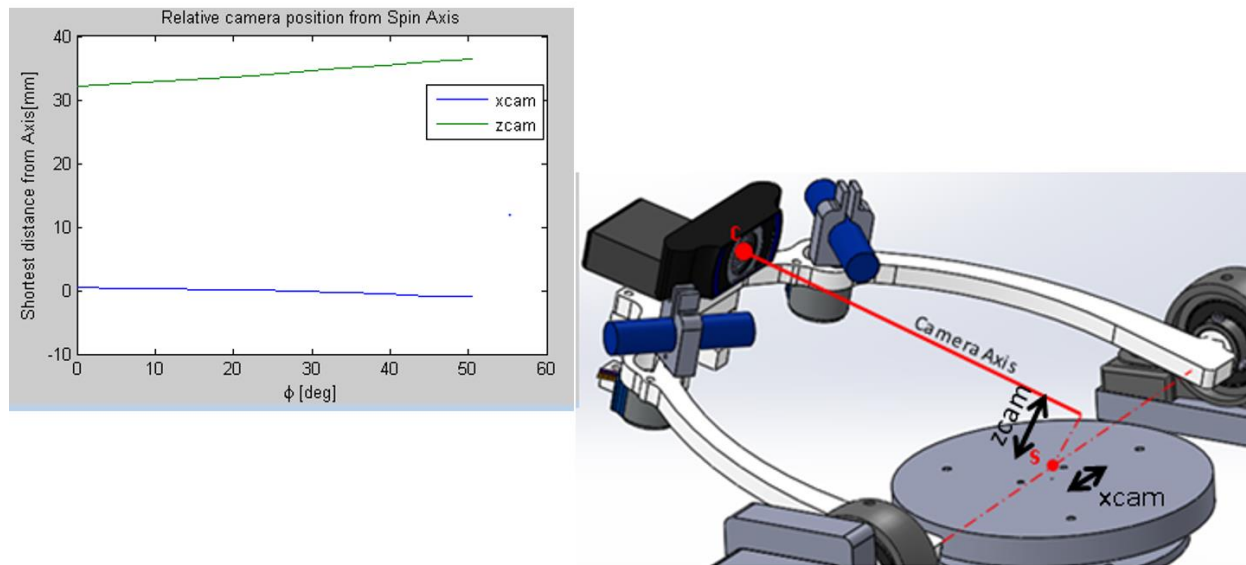 Relative camera position from Spin Axis
Shortest distance from Axis[mm]
40
30
20
10
0
-10
xcam
zcam
0 10 20 30 40 50 60
ϕ [deg]
C
Camera Axis
zcam
S
xcam